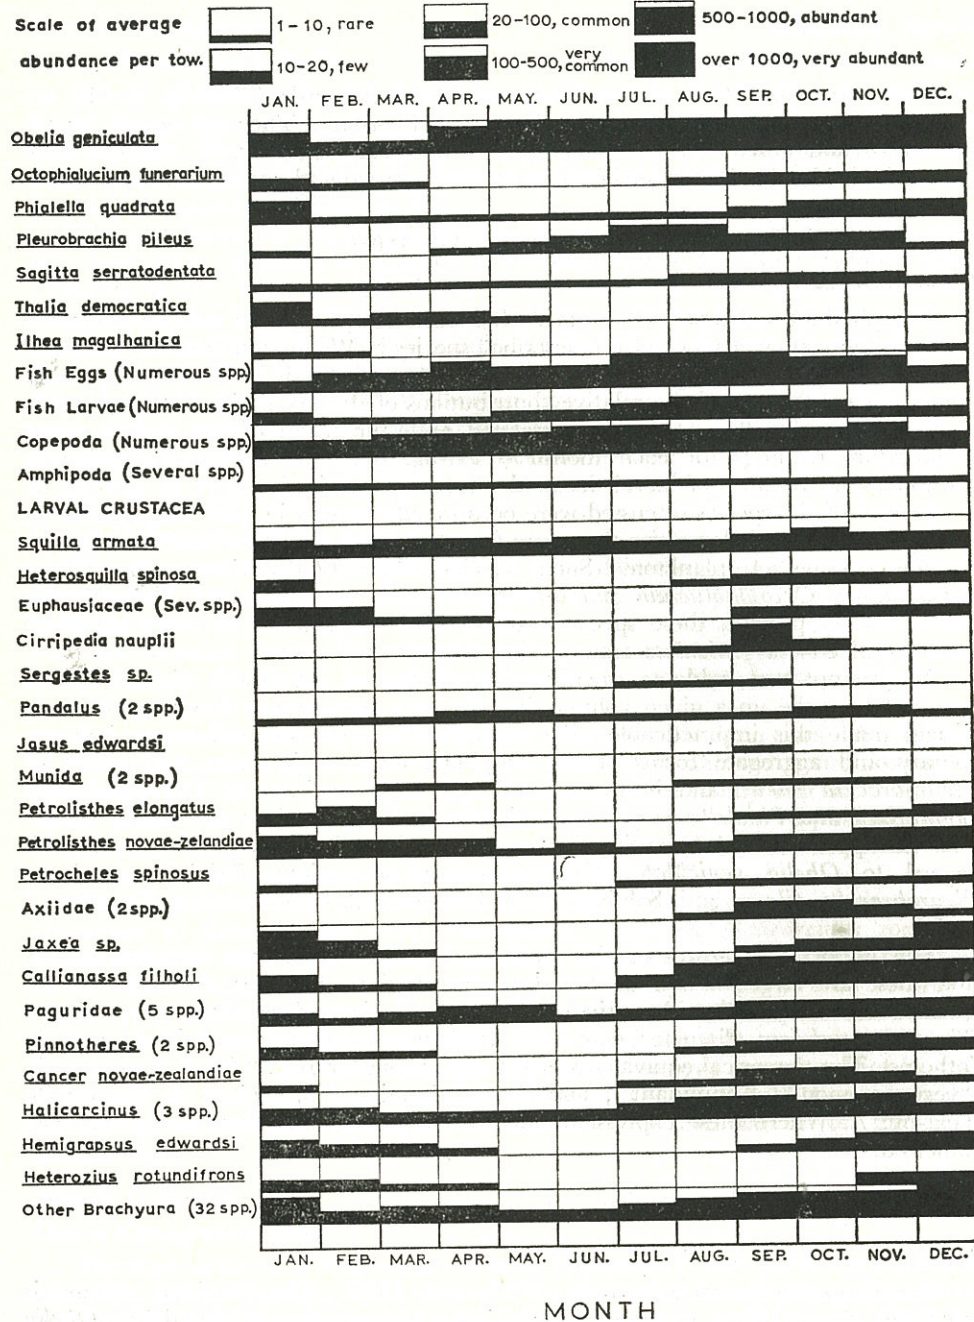 Scale of average
abundance per tow.
1-10, rare
10-20, few
20-100, common
100-500, very common
500-1000, abundant
over 1000, very abundant
JAN. FEB. MAR. APR. MAY. JUN. JUL. AUG. SEP. OCT. NOV. DEC.
Obelia geniculata
Octophialucium funerarium
Phialella quadrata
Pleurobrachia pileus
Sagitta serratodentata
Thalia democratica
Ilhea magalhanica
Fish Eggs (Numerous spp.)
Fish Larvae (Numerous spp)
Copepoda (Numerous spp.)
Amphipoda (Several spp.)
LARVAL CRUSTACEA
Squilla armata
Heterosquilla spinosa
Euphausiaceae (Sev. spp.)
Cirripedia nauplii
Sergestes sp.
Pandalus (2 spp.)
Jasus edwardsi
Munida (2 spp.)
Petrolisthes elongatus
Petrolisthes novae-zelandiae
Petrocheles spinosus
Axiidae (2 spp.)
Jaxea sp.
Callianassa filholi
Paguridae (5 spp.)
Pinnotheres (2 spp.)
Cancer novae-zealandiae
Halicarcinus (3 spp.)
Hemigrapsus edwardsi
Heterozius rotundifrons
Other Brachyura (32 spp.)
JAN. FEB. MAR. APR. MAY. JUN. JUL. AUG. SEP. OCT. NOV. DEC.
MONTH